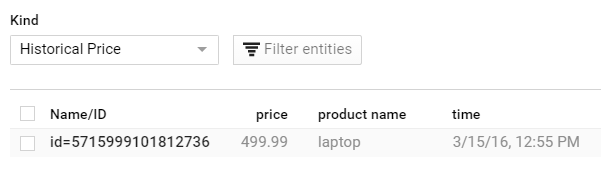 Kind
Historical Price Filter entities
Name/ID price product name time
id=5715999101812736 499.99 laptop 3/15/16, 12:55 PM